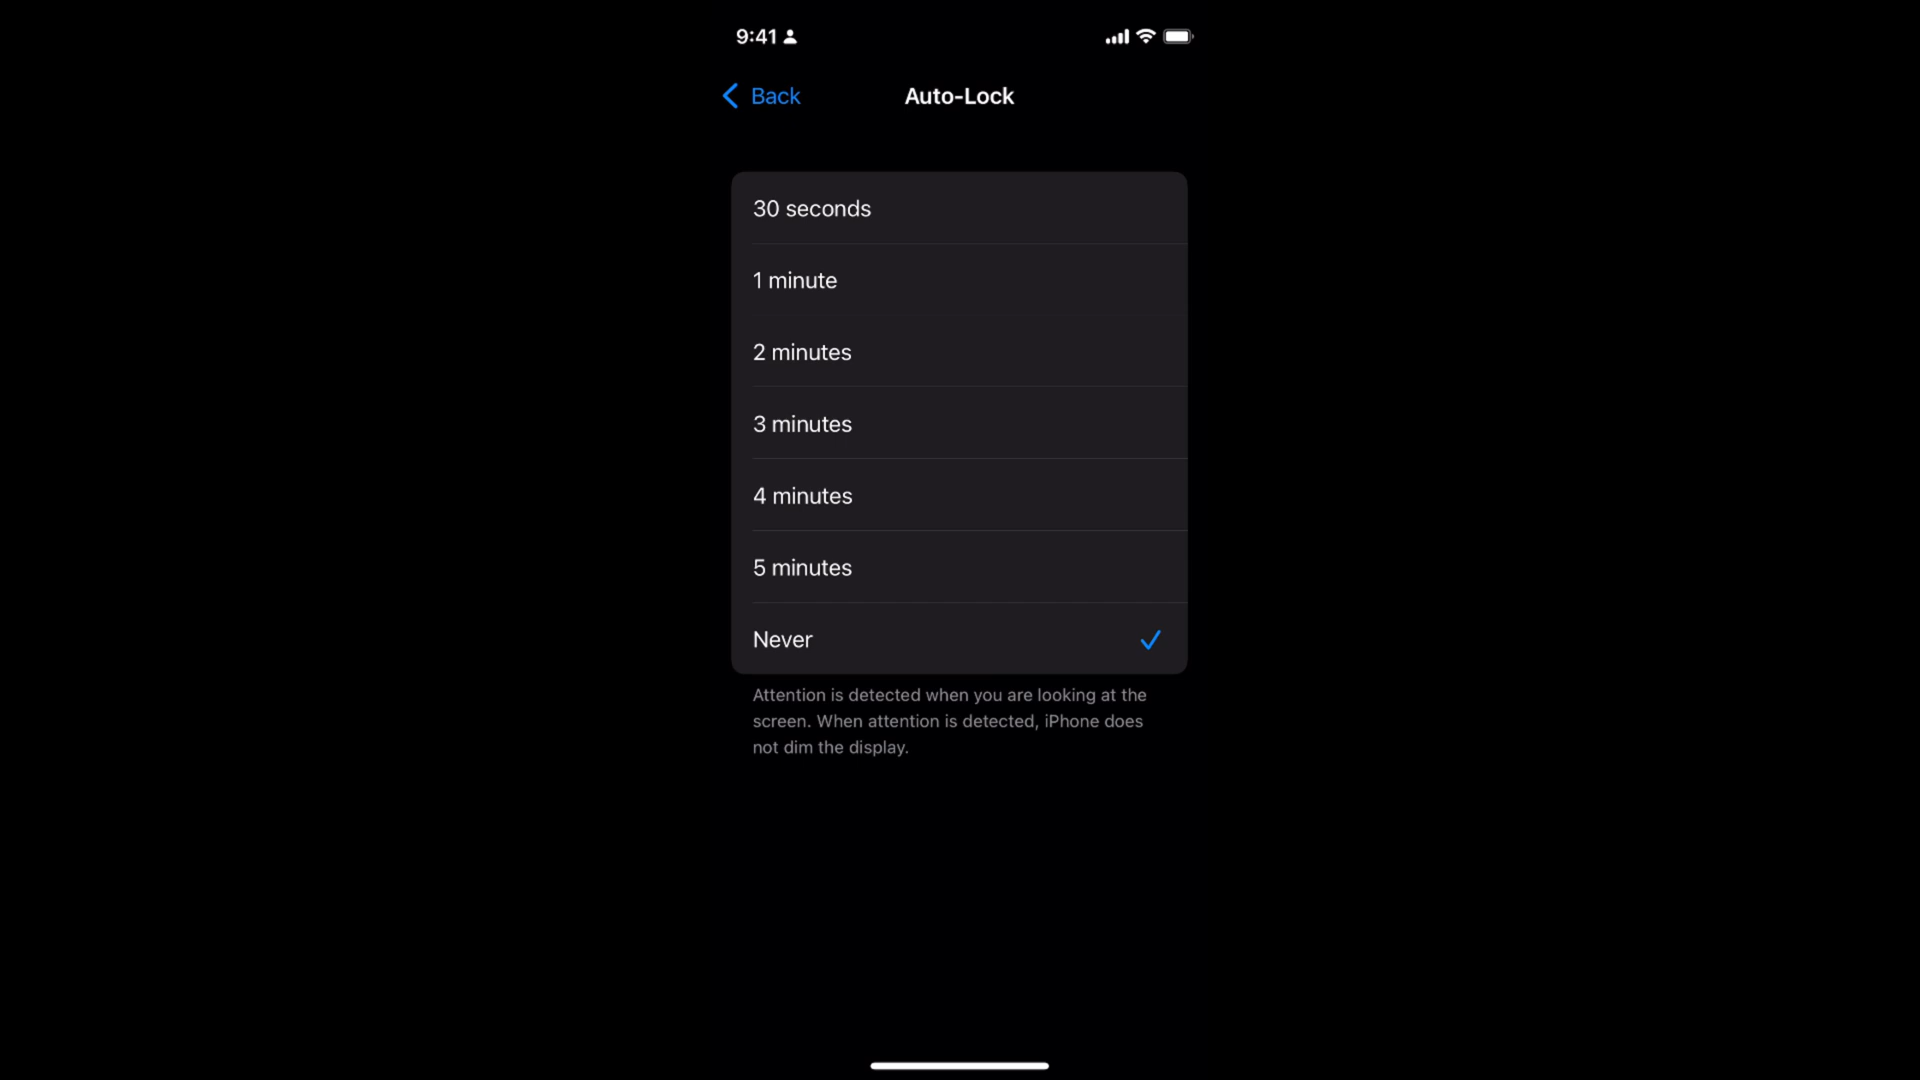 9:41
Back
Auto-Lock
30 seconds
1 minute
2 minutes
3 minutes
4 minutes
5 minutes
Never
Attention is detected when you are looking at the
screen. When attention is detected, iPhone does
not dim the display.